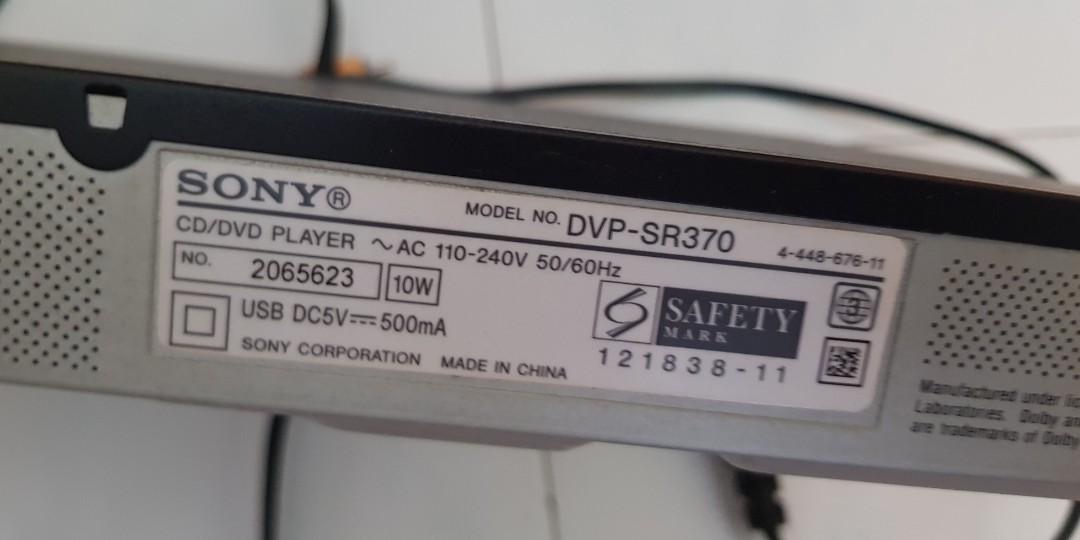 SONY®
MODEL NO. DVP-SR370
4-448-676-11
CD/DVD PLAYER ～AC 110-240V 50/60Hz
NO. 2065623 10W
USB DC5V⎓500mA
SAFETY
MARK
121838-11
SONY CORPORATION MADE IN CHINA
Manufactured under
Laboratories. Dolby
are trademarks of Dolby